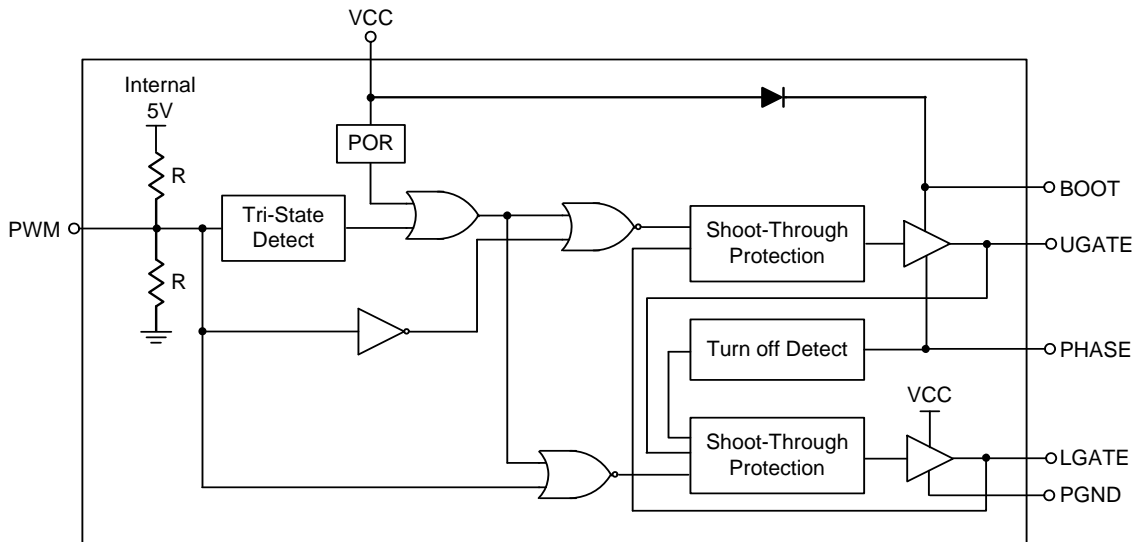 VCC
Internal
5V
POR
R
BOOT
Tri-State
Detect
PWM
Shoot-Through
Protection
UGATE
R
Turn off Detect
PHASE
VCC
Shoot-Through
Protection
LGATE
PGND